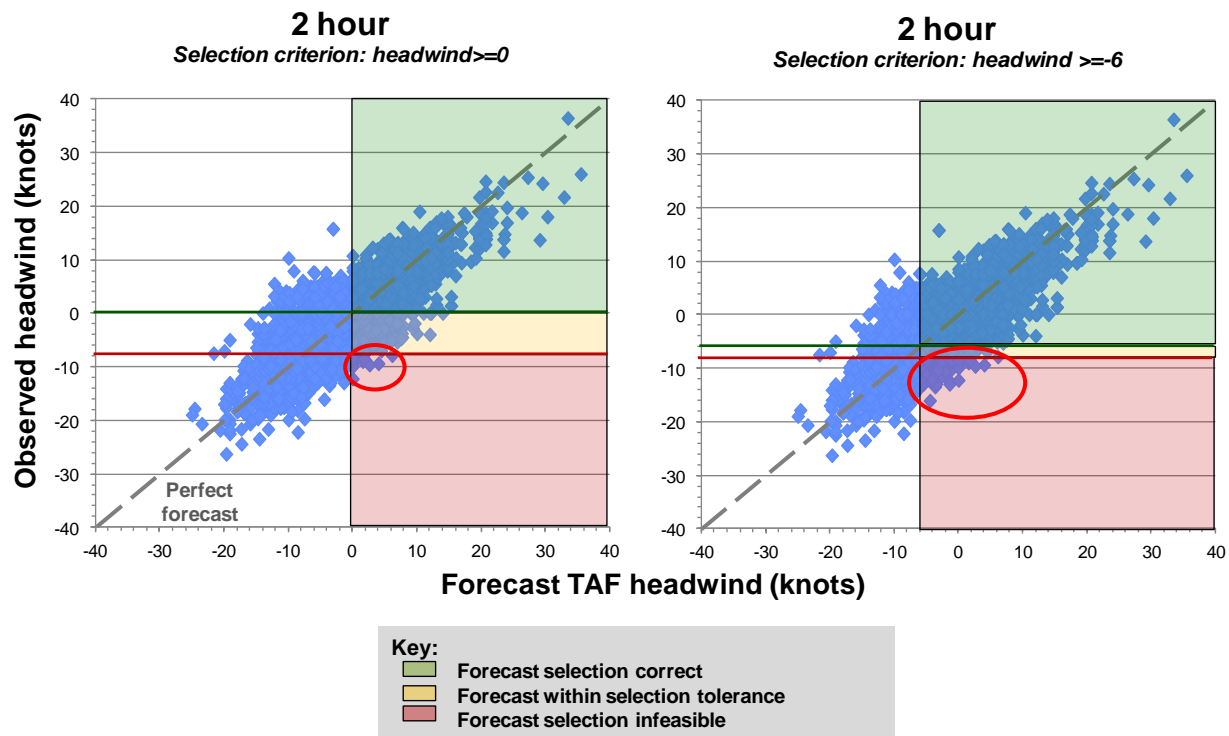 2 hour
Selection criterion: headwind>=0
2 hour
Selection criterion: headwind >=-6
Observed headwind (knots)
40
30
20
10
0
-10
-20
-30
-40
-40 -30 -20 -10 0 10 20 30 40
Perfect
forecast
40
30
20
10
0
-10
-20
-30
-40
-40 -30 -20 -10 0 10 20 30 40
Forecast TAF headwind (knots)
Key:
Forecast selection correct
Forecast within selection tolerance
Forecast selection infeasible